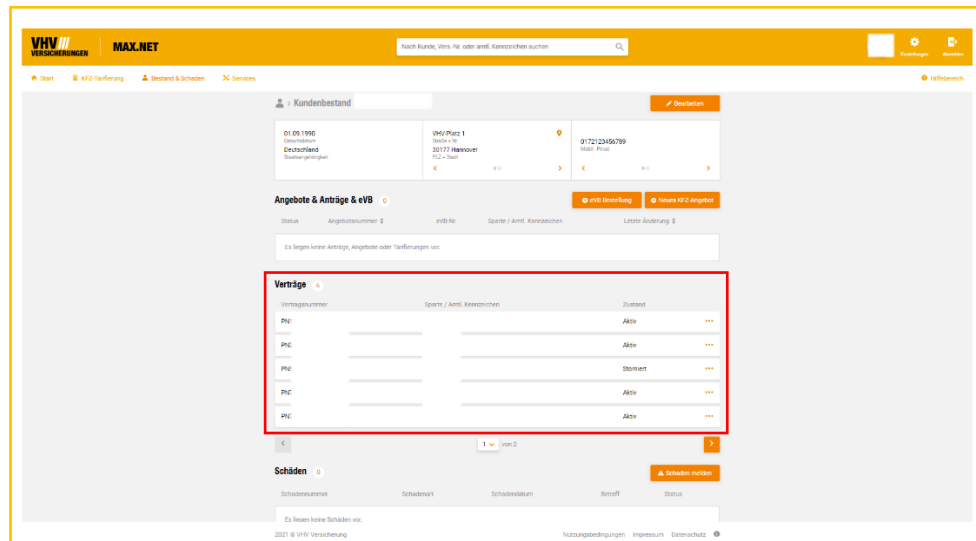 VHV ///
VERSICHERUNGEN
MAX.NET
Nach Kunde, Vers.-Nr. oder amtl. Kennzeichen suchen
Einstellungen
Abmelden
Start
KFZ-Tarifierung
Bestand & Schaden
Services
Hilfebereich
› Kundenbestand
Bearbeiten
01.09.1990
Geburtsdatum
Deutschland
Staatsangehörigkeit
VHV-Platz 1
Straße + Nr
30177 Hannover
PLZ + Stadt
0172123456789
Mobil - Privat
Angebote & Anträge & eVB 0
eVB Bestellung
Neues KFZ-Angebot
Status
Angebotsnummer
eVB-Nr.
Sparte / Amtl. Kennzeichen
Letzte Änderung
Es liegen keine Anträge, Angebote oder Tarifierungen vor.
Verträge 6
Vertragsnummer
Sparte / Amtl. Kennzeichen
Zustand
Aktiv
Aktiv
Storniert
Aktiv
Aktiv
1 von 2
Schäden 0
Schaden melden
Schadennummer
Schadenart
Schadendatum
Betreff
Status
Es liegen keine Schäden vor.
2021 © VHV Versicherung
Nutzungsbedingungen
Impressum
Datenschutz